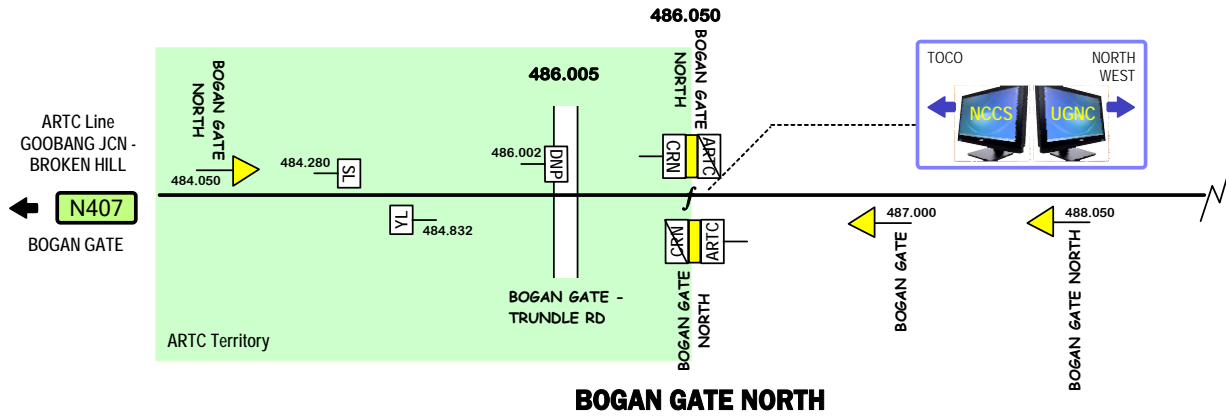 486.050
486.005
TOCO
NORTH
WEST
NCCS
UGNC
ARTC Line
GOOBANG JCN -
BROKEN HILL
N407
BOGAN GATE
BOGAN GATE
NORTH
484.050
484.280
SL
YL
484.832
486.002
DNP
BOGAN GATE
NORTH
CRN
ARTC
CRN
ARTC
BOGAN GATE
NORTH
BOGAN GATE -
TRUNDLE RD
487.000
BOGAN GATE
488.050
BOGAN GATE NORTH
ARTC Territory
BOGAN GATE NORTH